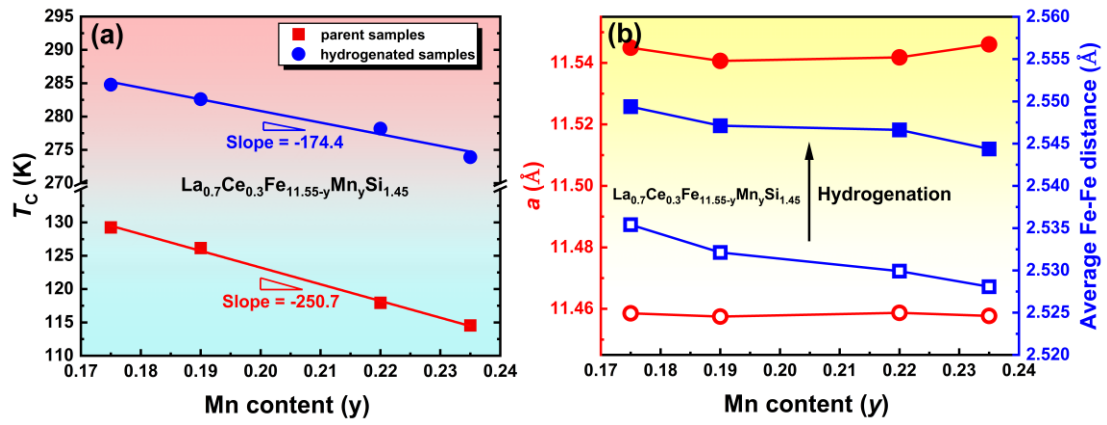 (a)
parent samples
hydrogenated samples
295
290
285
280
275
270
130
125
120
115
110
T_C (K)
Slope = -174.4
La0.7Ce0.3Fe11.55-yMnySi1.45
Slope = -250.7
0.17 0.18 0.19 0.20 0.21 0.22 0.23 0.24
Mn content (y)
(b)
11.54
11.52
11.50
11.48
11.46
a (Å)
La0.7Ce0.3Fe11.55-yMnySi1.45
Hydrogenation
2.560
2.555
2.550
2.545
2.540
2.535
2.530
2.525
2.520
Average Fe-Fe distance (Å)
0.17 0.18 0.19 0.20 0.21 0.22 0.23 0.24
Mn content (y)